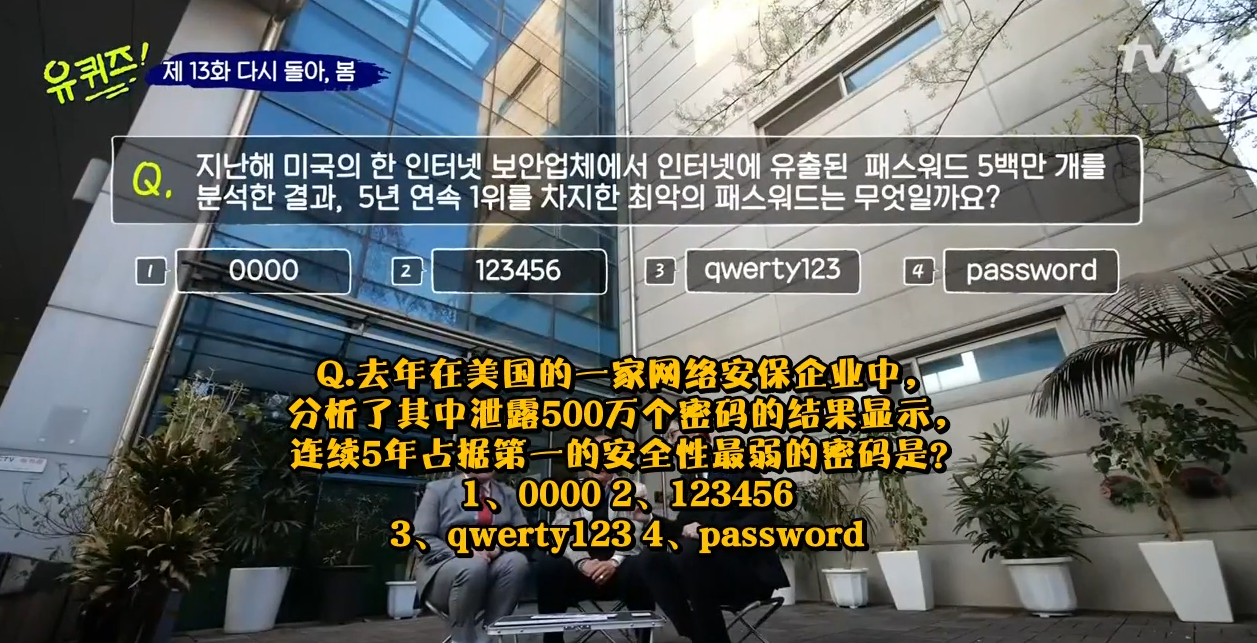 유퀴즈!
제 13화 다시 돌아, 봄
tvN
Q. 지난해 미국의 한 인터넷 보안업체에서 인터넷에 유출된 패스워드 5백만 개를
분석한 결과, 5년 연속 1위를 차지한 최악의 패스워드는 무엇일까요?
1 0000 2 123456 3 qwerty123 4 password
Q.去年在美国的一家网络安保企业中，
分析了其中泄露500万个密码的结果显示，
连续5年占据第一的安全性最弱的密码是?
1、0000 2、123456
3、qwerty123 4、password